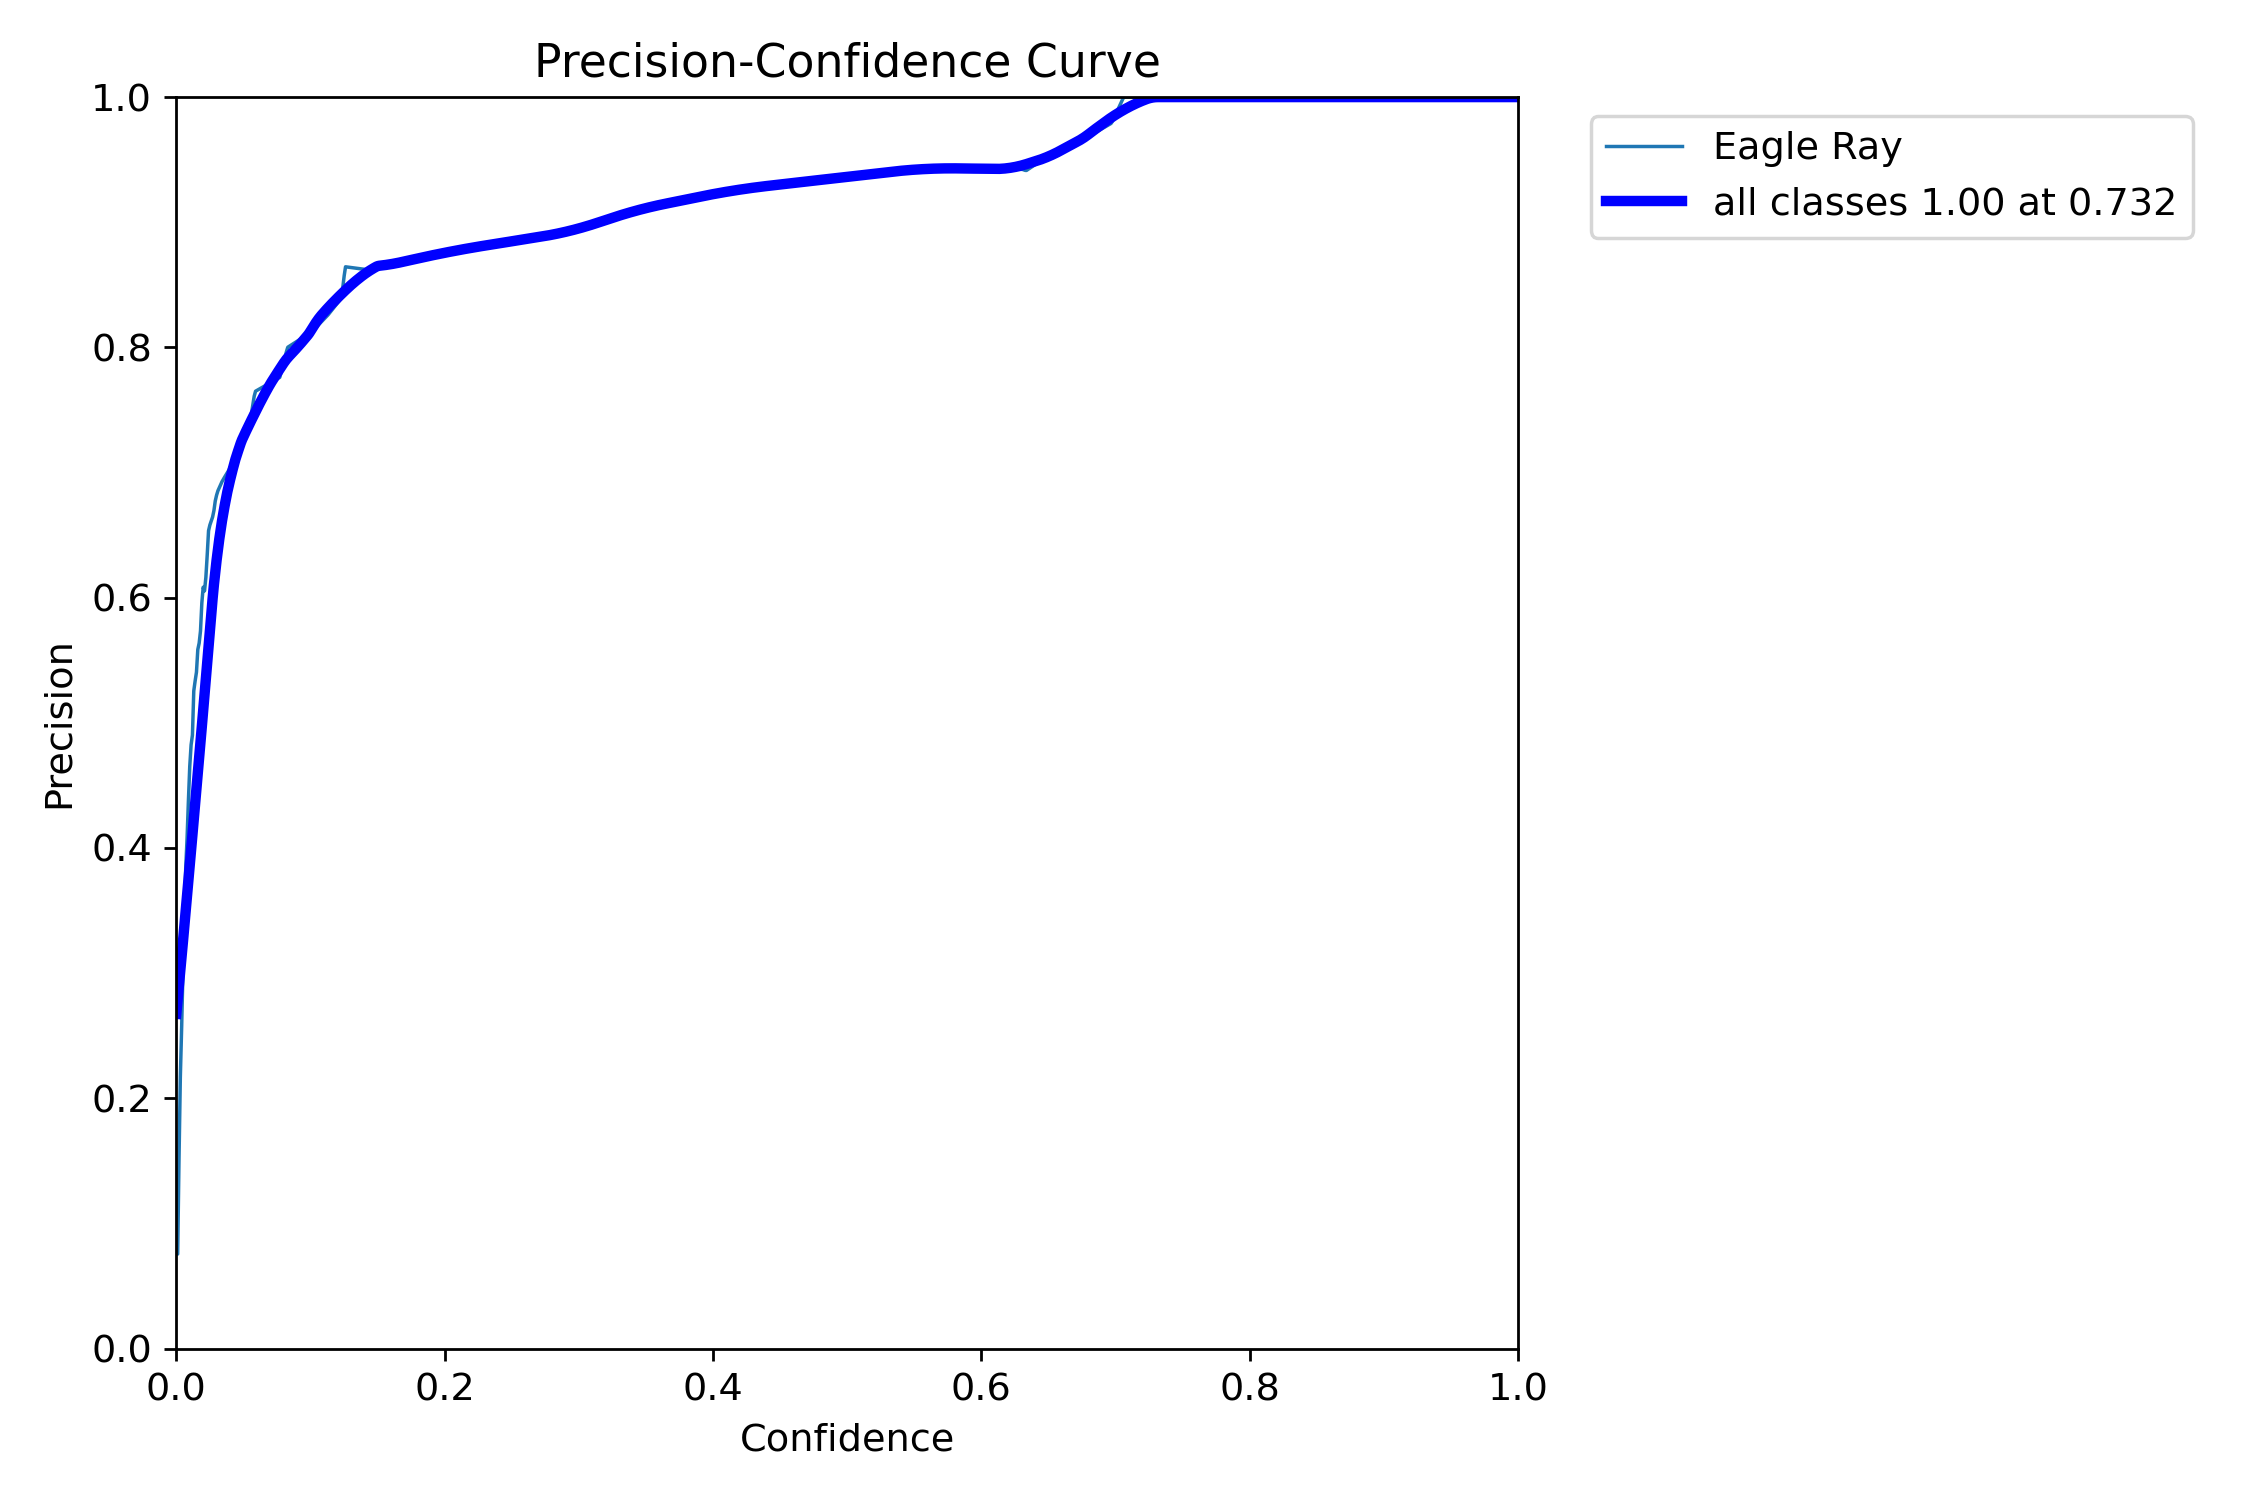 Precision-Confidence Curve
1.0
0.8
0.6
0.4
0.2
0.0
Precision
0.0 0.2 0.4 0.6 0.8 1.0
Confidence
Eagle Ray
all classes 1.00 at 0.732